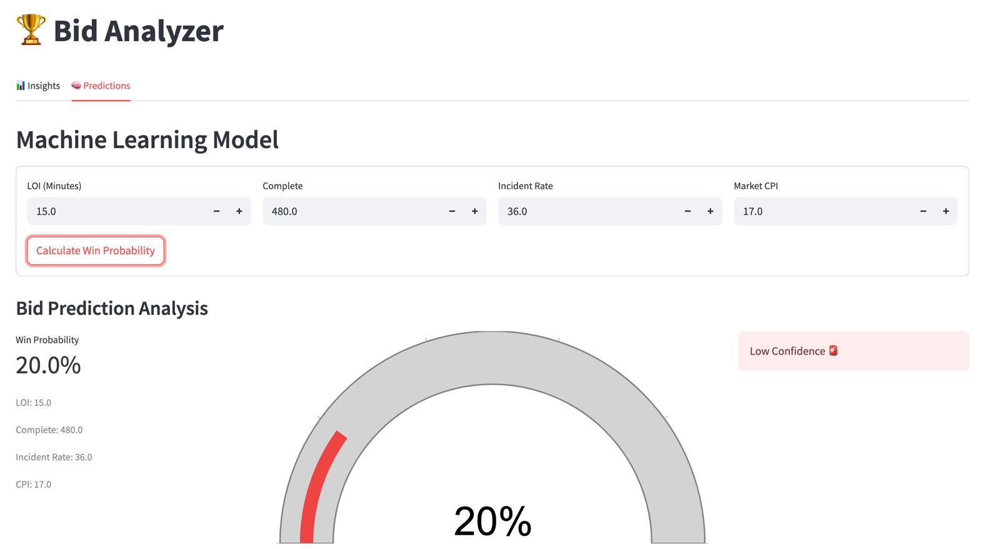 🏆 Bid Analyzer
📊 Insights 🧠 Predictions
Machine Learning Model
LOI (Minutes) Complete Incident Rate Market CPI
15.0 − + 480.0 − + 36.0 − + 17.0 − +
Calculate Win Probability
Bid Prediction Analysis
Win Probability
20.0%
Low Confidence 🚨
LOI: 15.0
Complete: 480.0
Incident Rate: 36.0
CPI: 17.0
20%